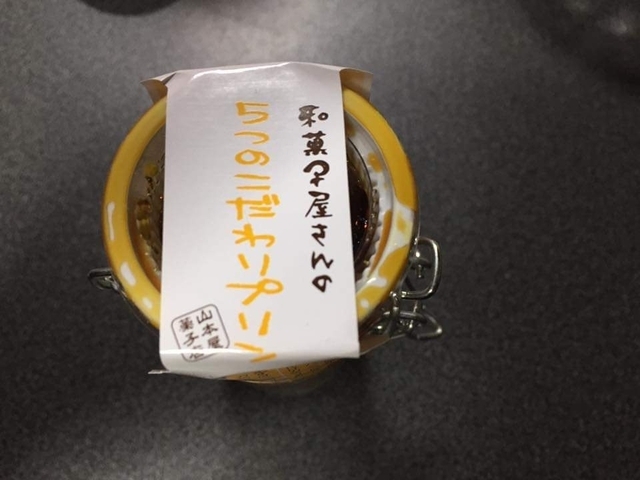 和菓子屋さんの
5つのこだわりプリン
山本屋
菓子店